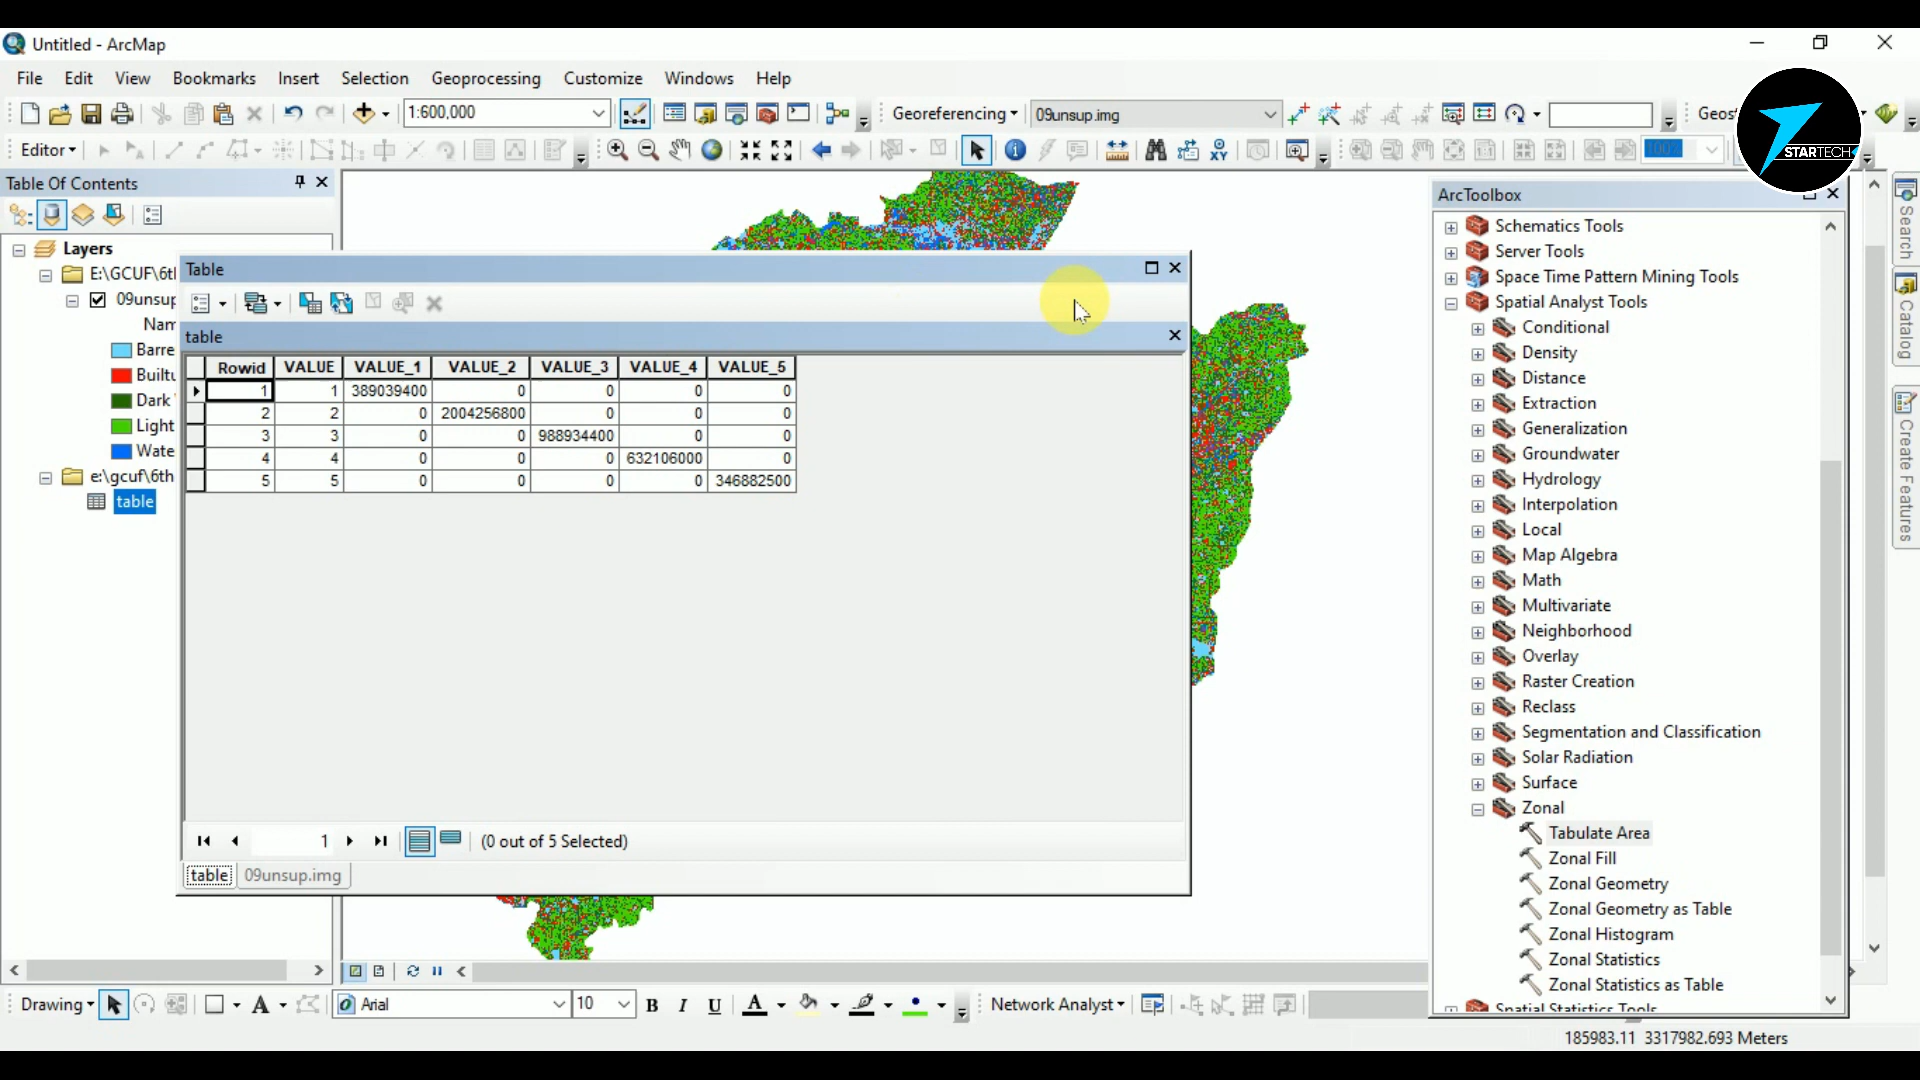 Untitled - ArcMap
File Edit View Bookmarks Insert Selection Geoprocessing Customize Windows Help
1:600,000 Georeferencing 09unsup.img
Editor 100%
STARTECH
Table Of Contents
Layers
E:\GCUF\6th
09unsup
Nam
Barre
Builtu
Dark
Light
Wate
e:\gcuf\6th
table
Table
table
Rowid VALUE VALUE_1 VALUE_2 VALUE_3 VALUE_4 VALUE_5
1 1 389039400 0 0 0 0
2 2 0 2004256800 0 0 0
3 3 0 0 988934400 0 0
4 4 0 0 0 632106000 0
5 5 0 0 0 0 346882500
1 (0 out of 5 Selected)
table 09unsup.img
ArcToolbox
Schematics Tools
Server Tools
Space Time Pattern Mining Tools
Spatial Analyst Tools
Conditional
Density
Distance
Extraction
Generalization
Groundwater
Hydrology
Interpolation
Local
Map Algebra
Math
Multivariate
Neighborhood
Overlay
Raster Creation
Reclass
Segmentation and Classification
Solar Radiation
Surface
Zonal
Tabulate Area
Zonal Fill
Zonal Geometry
Zonal Geometry as Table
Zonal Histogram
Zonal Statistics
Zonal Statistics as Table
Spatial Statistics Tools
Search
Catalog
Create Features
Drawing A Arial 10 B I U A Network Analyst
185983.11 3317982.693 Meters